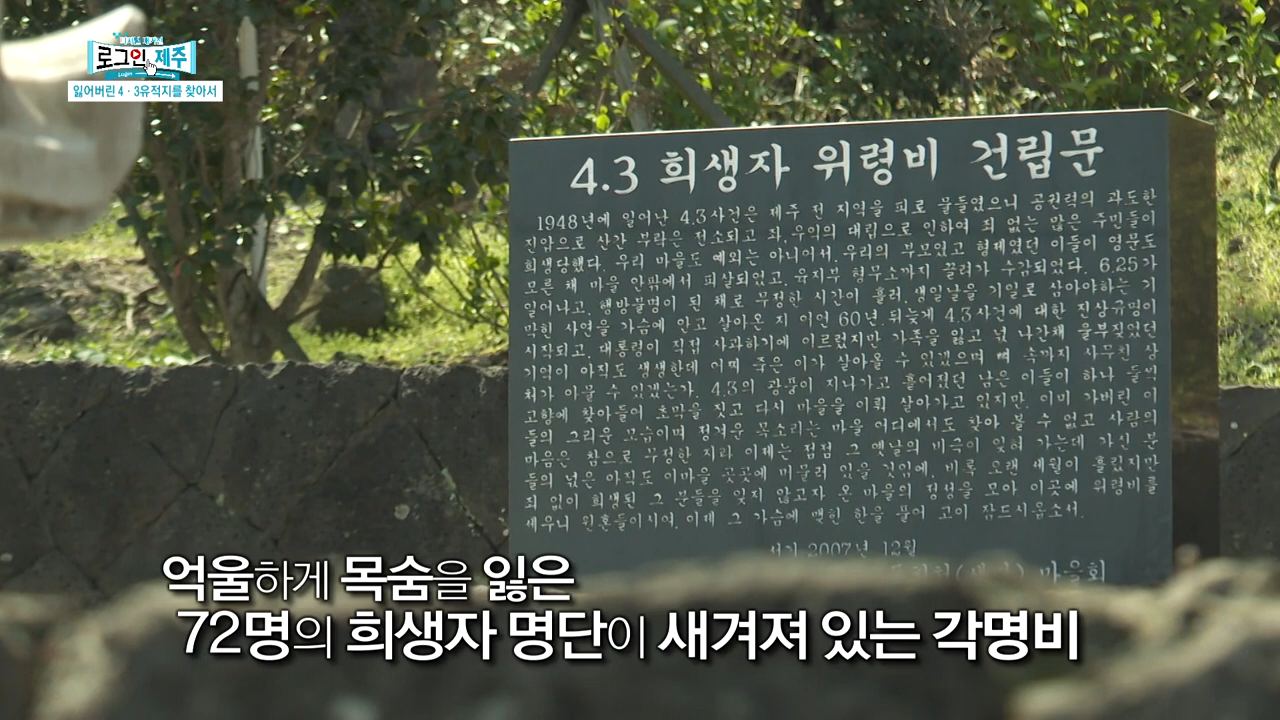 로그인 제주
Login
잃어버린 4·3유적지를 찾아서
4.3 희생자 위령비 건립문
1948년에 일어난 4.3사건은 제주 전 지역을 피로 물들였으니 공권력의 과도한
진압으로 산간 부락은 전소되고 좌,우익의 대립으로 인하여 죄 없는 많은 주민들이
희생당했다. 우리 마을도 예외는 아니어서, 우리의 부모였고 형제였던 이들이 영문도
모른 채 마을 안팎에서 피살되었고, 육지부 형무소까지 끌려가 수감되었다. 6.25가
일어나고, 행방불명이 된 채로 무정한 시간이 흘러, 생일날을 기일로 삼아야하는 기
막힌 사연을 가슴에 안고 살아온 지 어언 60년, 뒤늦게 4.3사건에 대한 진상규명이
시작되고, 대통령이 직접 사과하기에 이르렀지만 가족을 잃고 넋 나간채 울부짖었던
기억이 아직도 생생한데 어찌 죽은 이가 살아올 수 있겠으며 뼈 속까지 사무친 상
처가 아물 수 있겠는가. 4.3의 광풍이 지나가고 흩어졌던 남은 이들이 하나 둘씩
고향에 찾아들어 초막을 짓고 다시 마을을 이뤄 살아가고 있지만, 이미 가버린 이
들의 그리운 모습이며 정겨운 목소리는 마을 어디에서도 찾아 볼 수 없고 사람의
마음은 참으로 무정한 지라 이제는 점점 그 옛날의 비극이 잊혀 가는데 가신 분
들의 넋은 아직도 이마을 곳곳에 머물러 있을 것임에, 비록 오랜 세월이 흘렀지만
죄 없이 희생된 그 분들을 잊지 않고자 온 마을의 정성을 모아 이곳에 위령비를
세우니 원혼들이시여, 이제 그 가슴에 맺힌 한을 풀어 고이 잠드시옵소서.
서기 2007년 12월
마을회
억울하게 목숨을 잃은
72명의 희생자 명단이 새겨져 있는 각명비